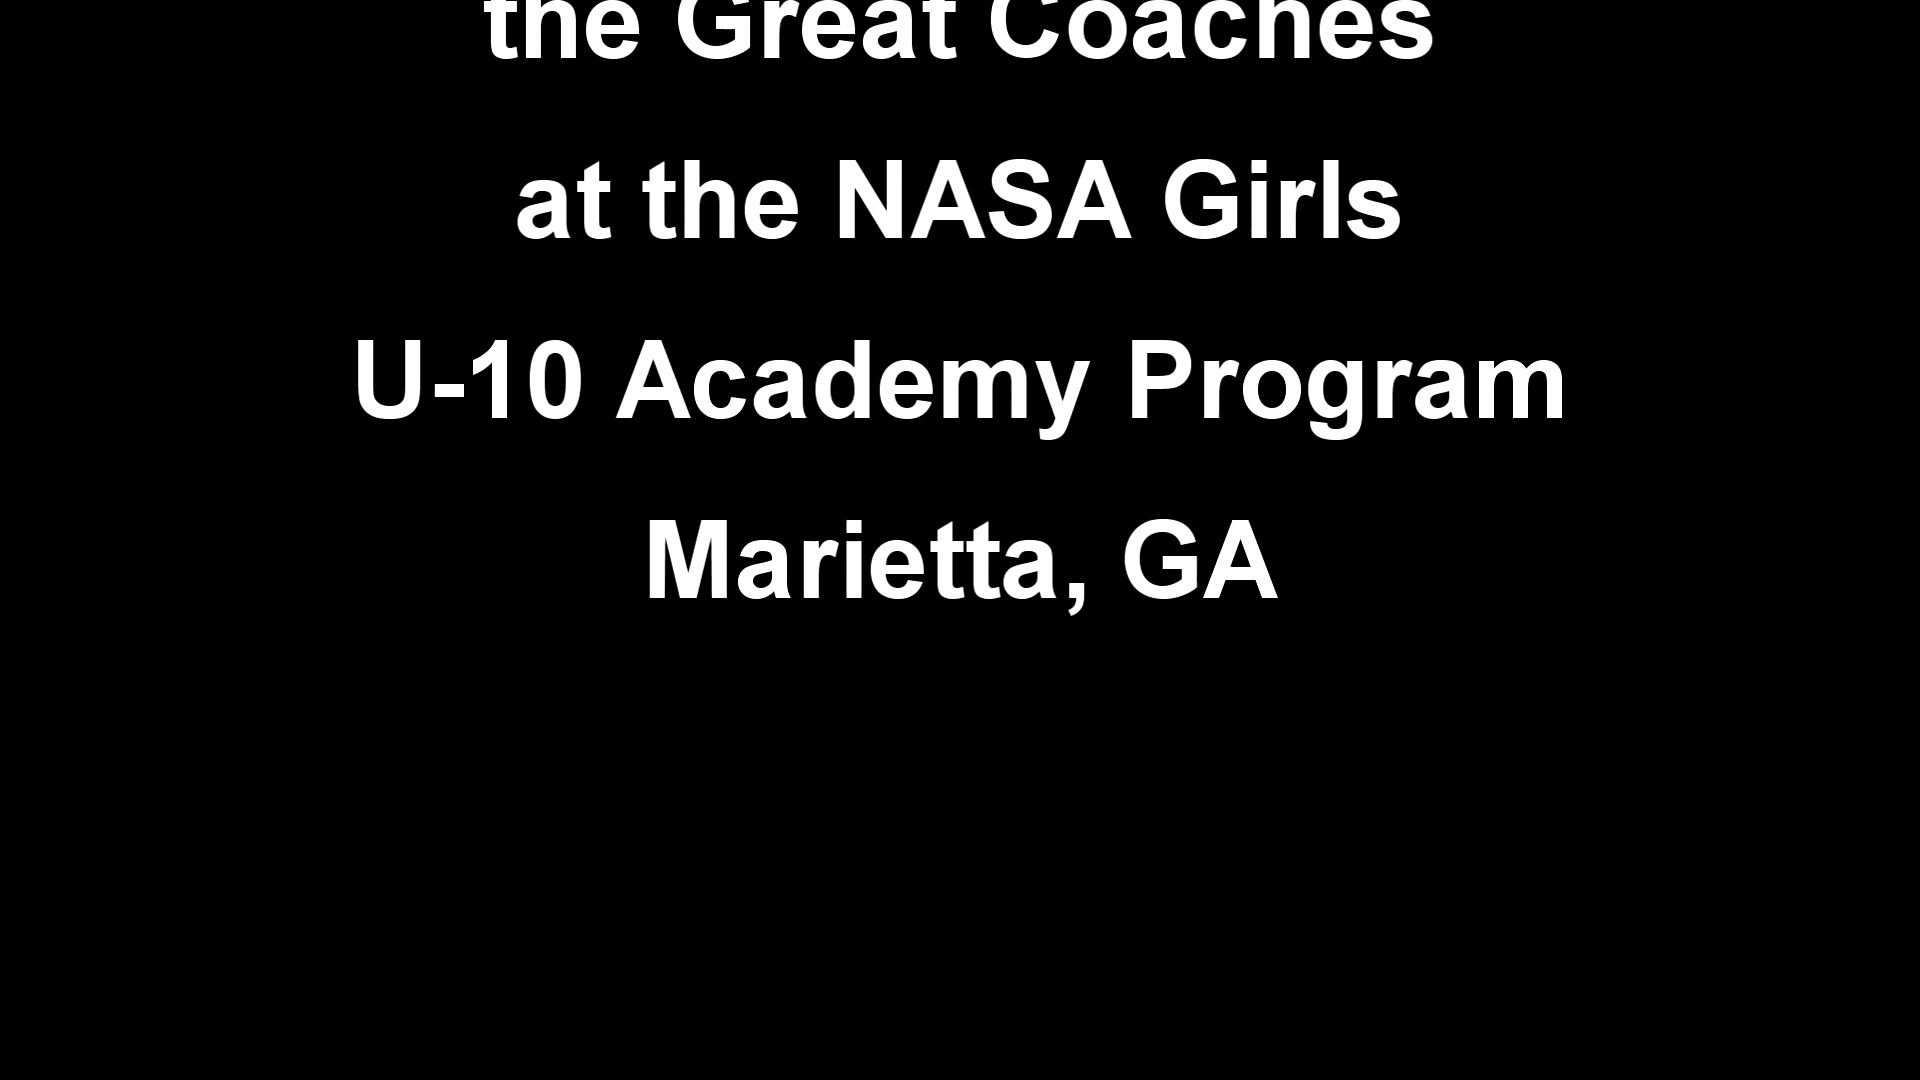 the Great Coaches
at the NASA Girls
U-10 Academy Program
Marietta, GA